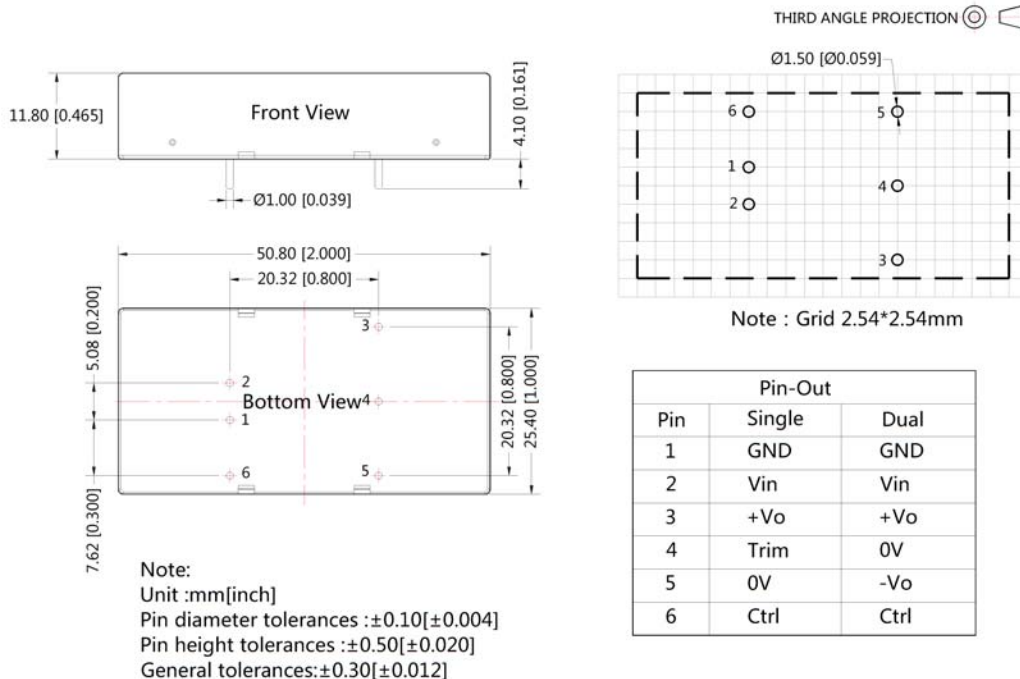 THIRD ANGLE PROJECTION
11.80 [0.465]
Front View
4.10 [0.161]
Ø1.00 [0.039]
Ø1.50 [Ø0.059]
6
5
1
4
2
3
Note : Grid 2.54*2.54mm
50.80 [2.000]
20.32 [0.800]
5.08 [0.200]
7.62 [0.300]
3
2
Bottom View
4
1
6
5
20.32 [0.800]
25.40 [1.000]
Note:
Unit :mm[inch]
Pin diameter tolerances :±0.10[±0.004]
Pin height tolerances :±0.50[±0.020]
General tolerances:±0.30[±0.012]
Pin-Out
Pin Single Dual
1 GND GND
2 Vin Vin
3 +Vo +Vo
4 Trim 0V
5 0V -Vo
6 Ctrl Ctrl